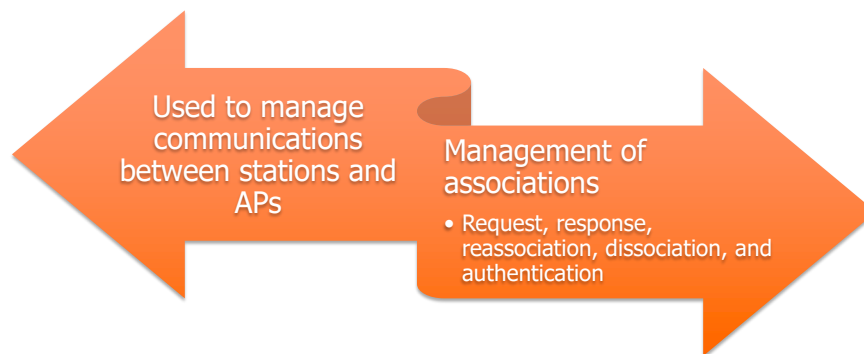 Used to manage
communications
between stations and
APs
Management of
associations
• Request, response,
reassociation, dissociation, and
authentication